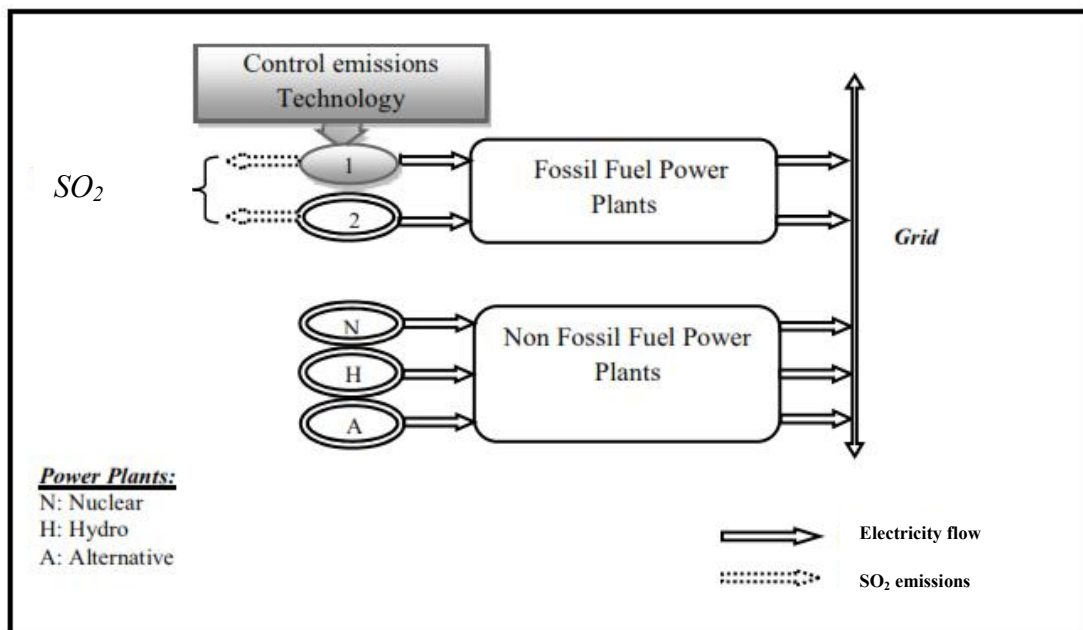 Control emissions
Technology
1
SO2
2
Fossil Fuel Power
Plants
Grid
N
H
A
Non Fossil Fuel Power
Plants
Power Plants:
N: Nuclear
H: Hydro
A: Alternative
Electricity flow
SO2 emissions